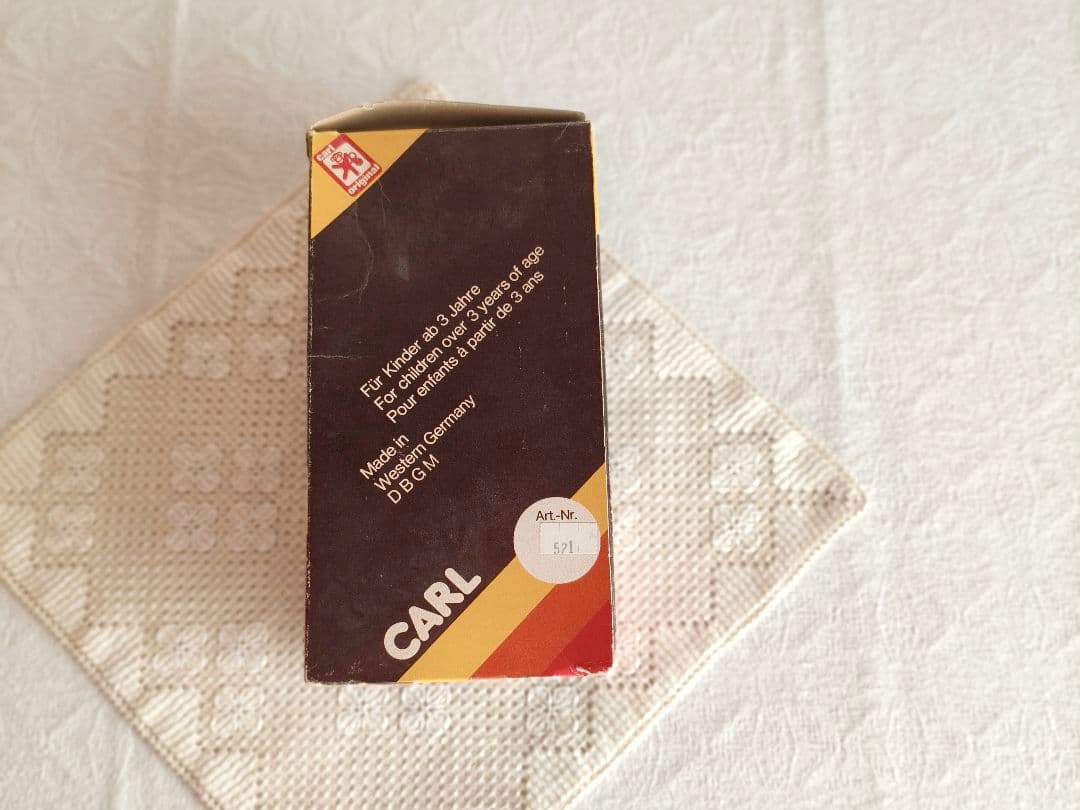 carl
original
Für Kinder ab 3 Jahre
For children over 3 years of age
Pour enfants à partir de 3 ans
Made in
Western Germany
DBGM
Art.-Nr.
521
CARL